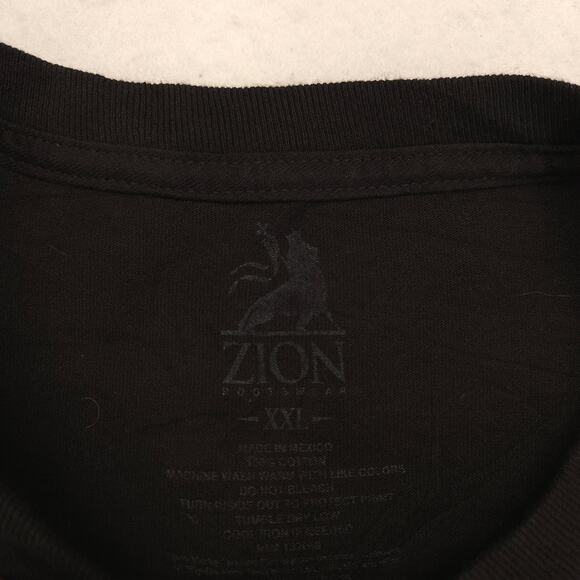 ZION
ROOTSWEAR
XXL
MADE IN MEXICO
100% COTTON
MACHINE WASH WARM WITH LIKE COLORS
DO NOT BLEACH
TURN INSIDE OUT TO PROTECT PRINT
TUMBLE DRY LOW
COOL IRON IF NEEDED